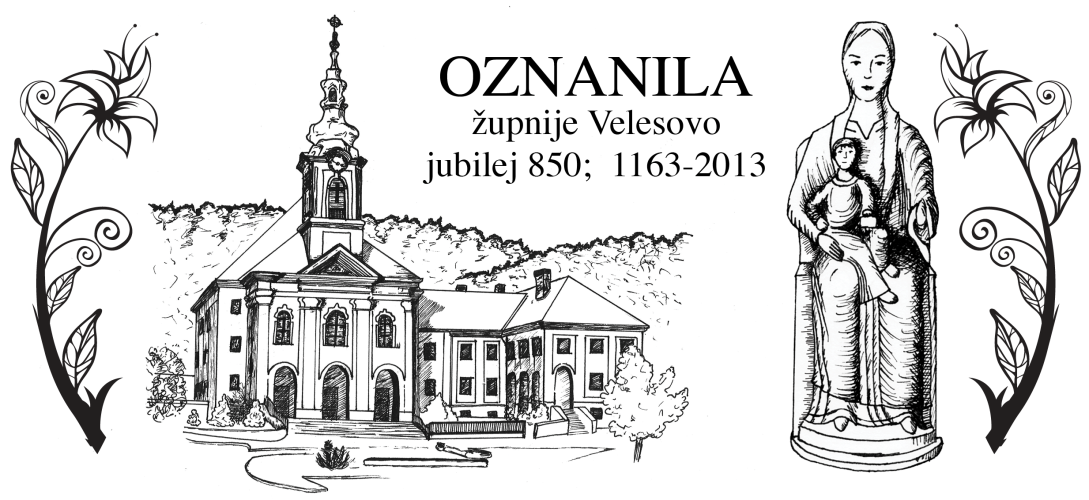 OZNANILA
župnije Velesovo
jubilej 850; 1163-2013